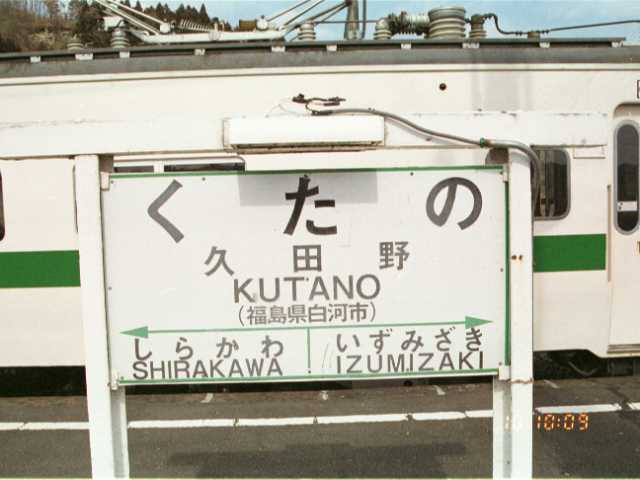 くたの
久田野
KUTANO
(福島県白河市)
しらかわ いずみざき
SHIRAKAWA IZUMIZAKI
10 10:09